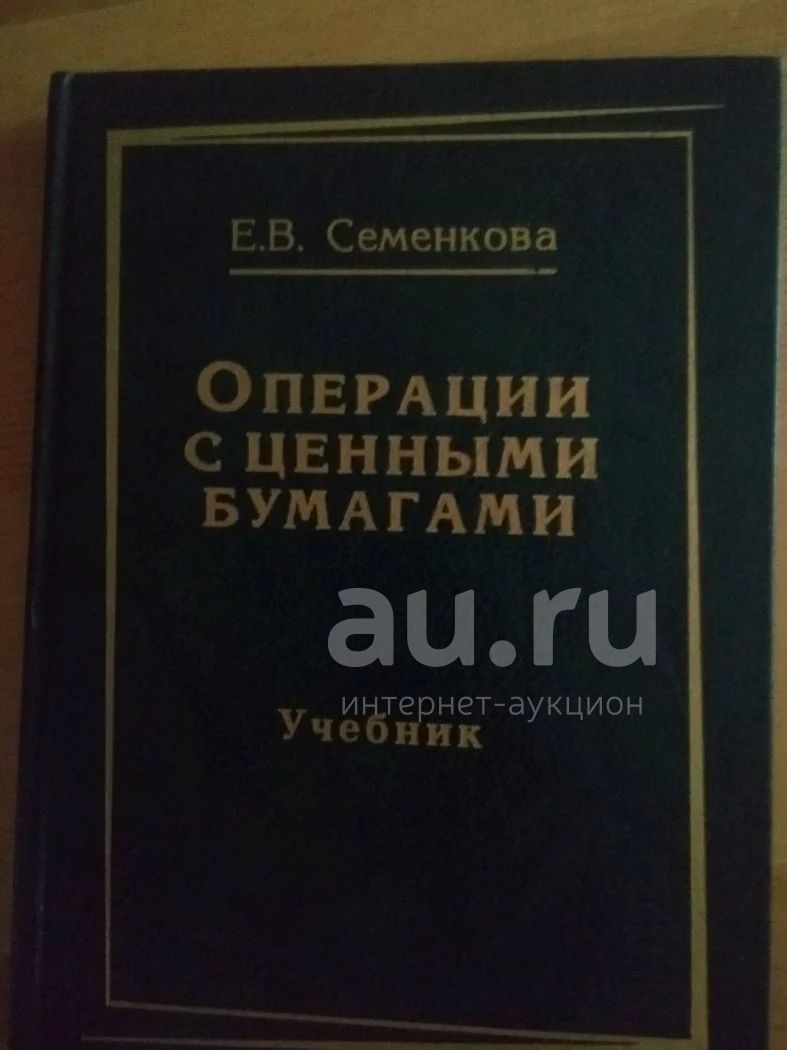 Е.В. Семенкова
Операции
с ценными
бумагами
au.ru
интернет-аукцион
Учебник